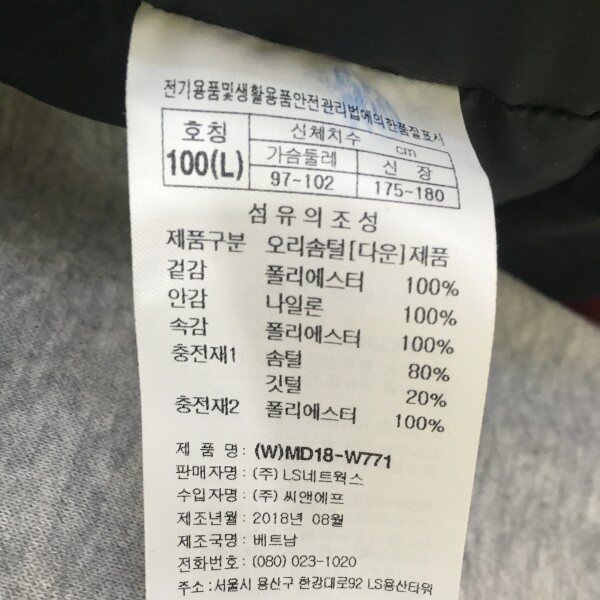 전기용품및생활용품안전관리법에의한품질표시
호칭 신체치수 cm
100(L) 가슴둘레 신 장
97-102 175-180
섬유의조성
제품구분 오리솜털[다운]제품
겉감 폴리에스터 100%
안감 나일론 100%
속감 폴리에스터 100%
충전재1 솜털 80%
깃털 20%
충전재2 폴리에스터 100%
제 품 명: (W)MD18-W771
판매자명: (주) LS네트웍스
수입자명: (주) 씨앤에프
제조년월: 2018년 08월
제조국명: 베트남
전화번호: (080) 023-1020
주소: 서울시 용산구 한강대로92 LS용산타워